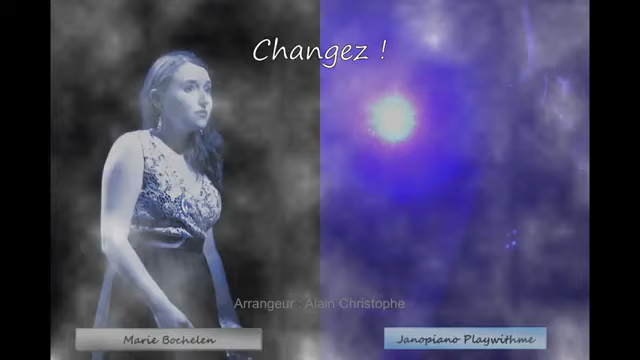 Changez !
Arrangeur : Alain Christophe
Marie Bochelen
Janopiano Playwithme